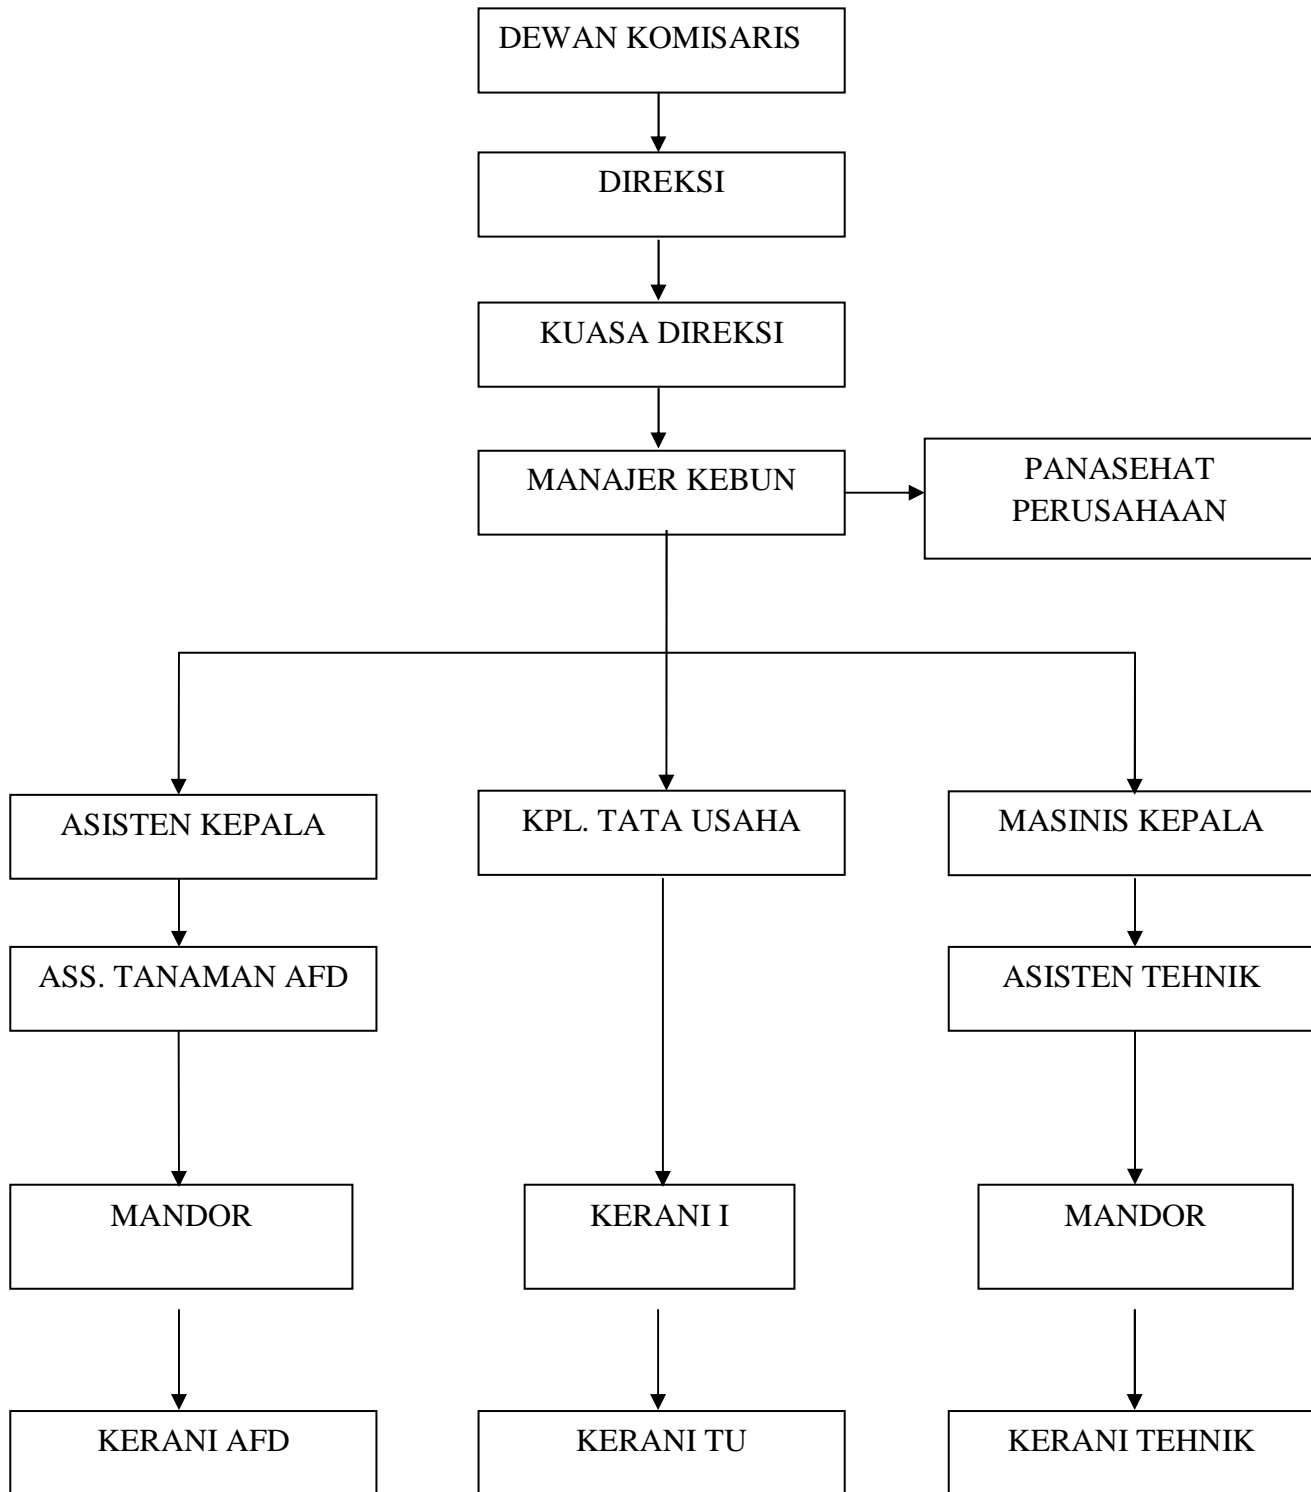 DEWAN KOMISARIS
DIREKSI
KUASA DIREKSI
MANAJER KEBUN
PANASEHAT
PERUSAHAAN
ASISTEN KEPALA
KPL. TATA USAHA
MASINIS KEPALA
ASS. TANAMAN AFD
ASISTEN TEHNIK
MANDOR
KERANI I
MANDOR
KERANI AFD
KERANI TU
KERANI TEHNIK